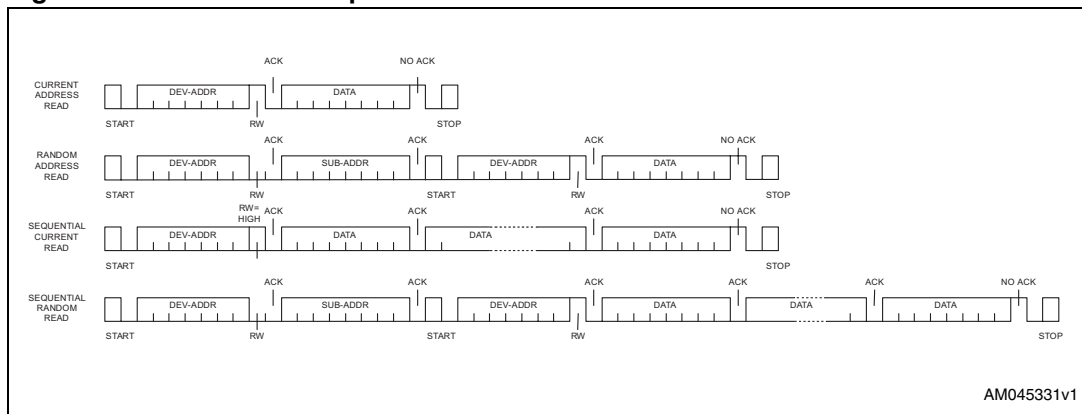 ACK NO ACK
CURRENT
ADDRESS
READ
DEV-ADDR DATA
START RW STOP
ACK ACK ACK NO ACK
RANDOM
ADDRESS
READ
DEV-ADDR SUB-ADDR DEV-ADDR DATA
START RW START RW STOP
RW=
HIGH
ACK ACK ACK NO ACK
SEQUENTIAL
CURRENT
READ
DEV-ADDR DATA DATA DATA
START STOP
ACK ACK ACK ACK ACK NO ACK
SEQUENTIAL
RANDOM
READ
DEV-ADDR SUB-ADDR DEV-ADDR DATA DATA DATA
START RW START RW STOP
AM045331v1